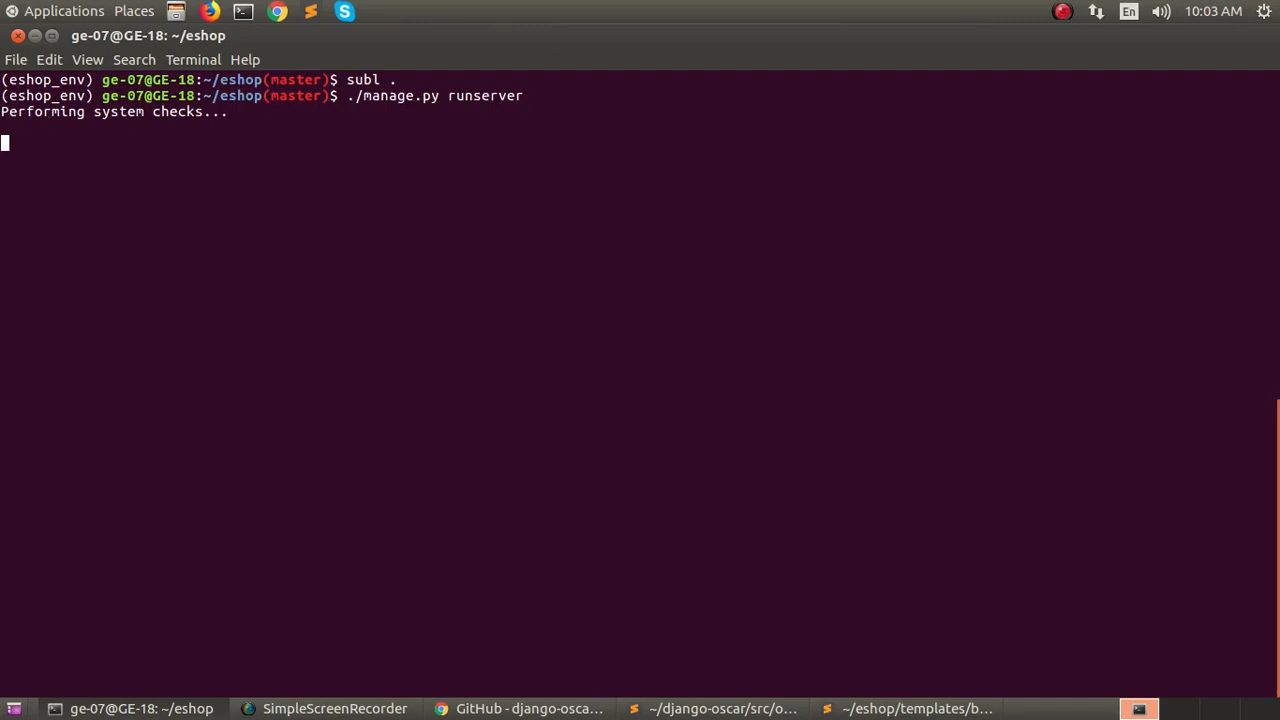 Applications Places En 10:03 AM
ge-07@GE-18: ~/eshop
File Edit View Search Terminal Help
(eshop_env) ge-07@GE-18:~/eshop(master)$ subl .
(eshop_env) ge-07@GE-18:~/eshop(master)$ ./manage.py runserver
Performing system checks...
ge-07@GE-18: ~/eshop SimpleScreenRecorder GitHub - django-osca... ~/django-oscar/src/o... ~/eshop/templates/b...